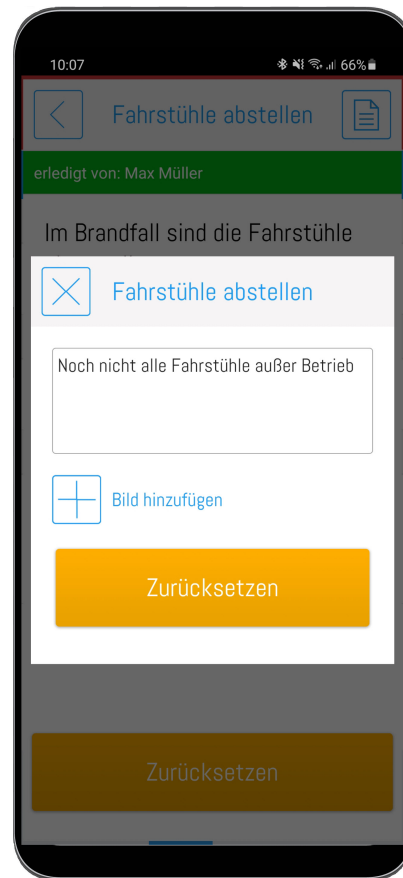 10:07 66%
Fahrstühle abstellen
erledigt von: Max Müller
Im Brandfall sind die Fahrstühle
Fahrstühle abstellen
Noch nicht alle Fahrstühle außer Betrieb
Bild hinzufügen
Zurücksetzen
Zurücksetzen